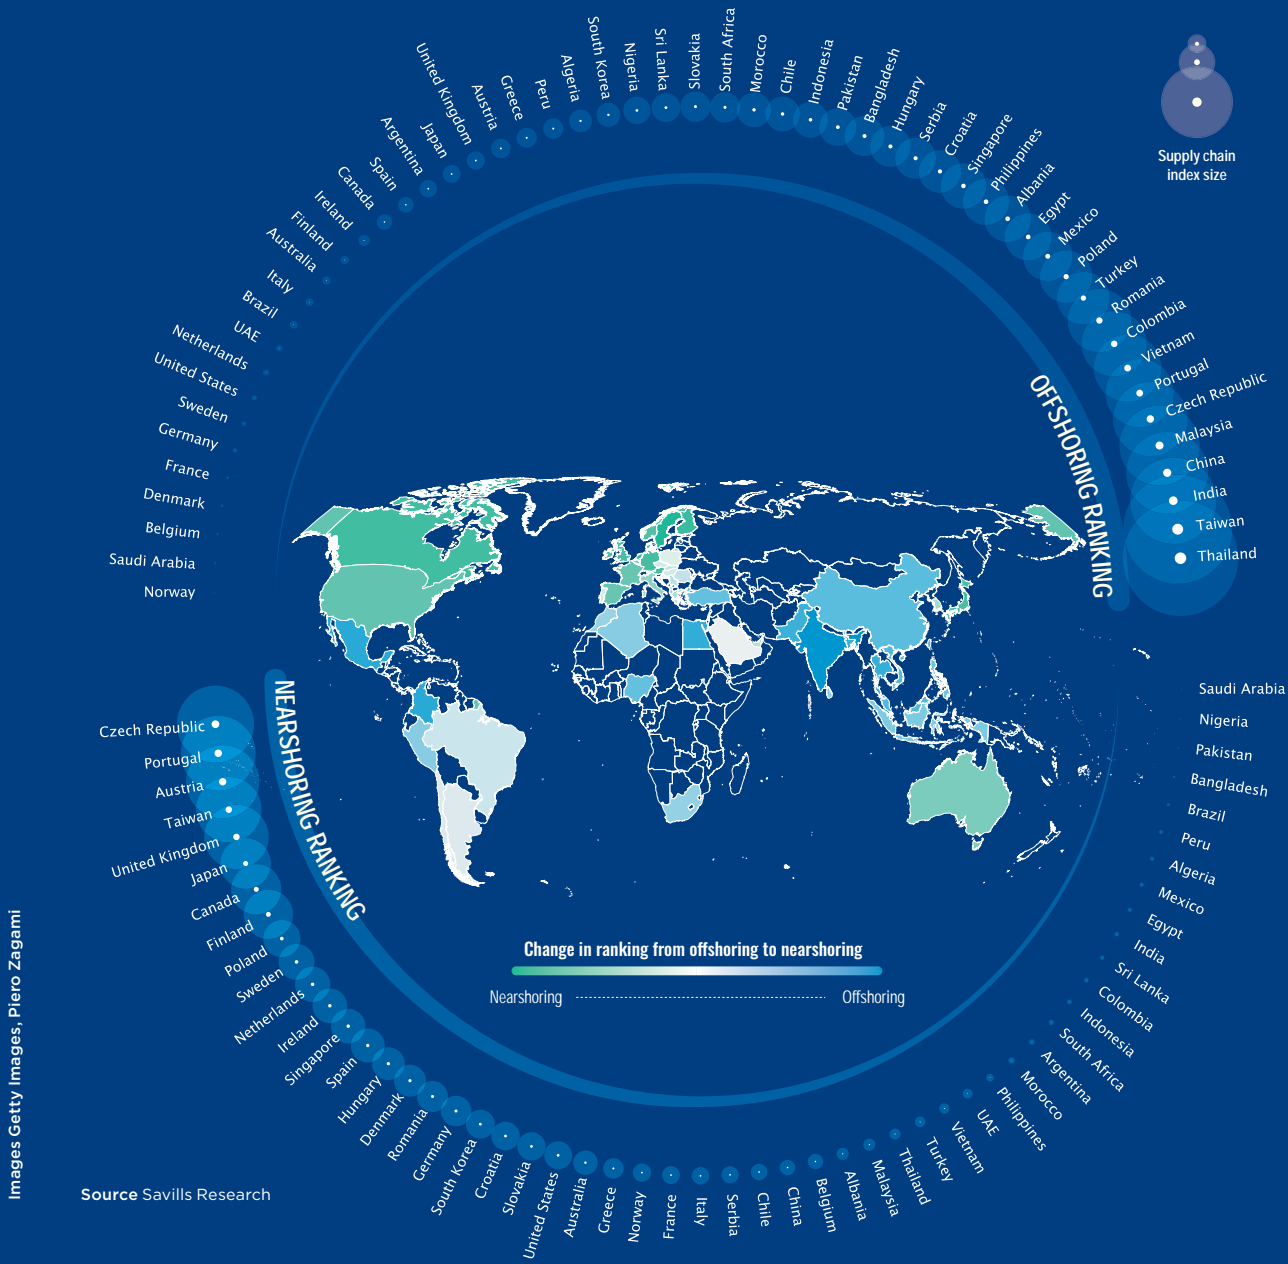 Supply chain
index size
OFFSHORING RANKING
Thailand
Taiwan
India
China
Malaysia
Czech Republic
Portugal
Vietnam
Colombia
Romania
Turkey
Poland
Mexico
Egypt
Albania
Philippines
Singapore
Croatia
Serbia
Hungary
Bangladesh
Pakistan
Indonesia
Chile
Morocco
South Africa
Slovakia
Sri Lanka
Nigeria
South Korea
Algeria
Peru
Greece
Austria
United Kingdom
Japan
Argentina
Spain
Canada
Ireland
Finland
Australia
Italy
Brazil
UAE
Netherlands
United States
Sweden
Germany
France
Denmark
Belgium
Saudi Arabia
Norway
NEARSHORING RANKING
Czech Republic
Portugal
Austria
Taiwan
United Kingdom
Japan
Canada
Finland
Poland
Sweden
Netherlands
Ireland
Singapore
Spain
Hungary
Denmark
Romania
Germany
South Korea
Croatia
Slovakia
United States
Australia
Greece
Norway
France
Italy
Serbia
Chile
China
Belgium
Albania
Malaysia
Thailand
Turkey
Vietnam
UAE
Philippines
Morocco
Argentina
South Africa
Indonesia
Colombia
Sri Lanka
India
Egypt
Mexico
Algeria
Peru
Brazil
Bangladesh
Pakistan
Nigeria
Saudi Arabia
Change in ranking from offshoring to nearshoring
Nearshoring
Offshoring
Images Getty Images, Piero Zagami
Source Savills Research